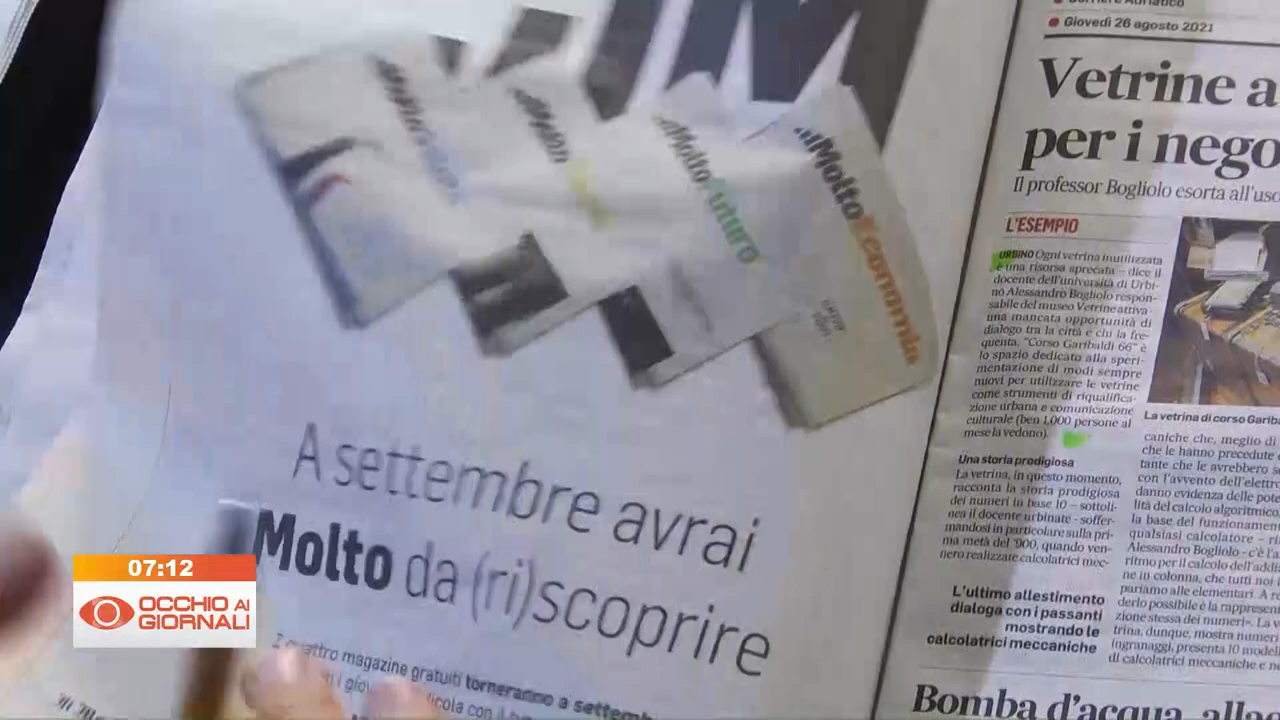 Corriere Adriatico
Giovedì 26 agosto 2021
Vetrine a
per i nego
Il professor Bogliolo esorta all'uso
L'ESEMPIO
URBINO Ogni vetrina inutilizzata
è una risorsa sprecata – dice il
docente dell'università di Urbi-
no Alessandro Bogliolo respon-
sabile del museo Vetrine attiva –
una mancata opportunità di
dialogo tra la città e chi la fre-
quenta. "Corso Garibaldi 66" è
lo spazio dedicato alla speri-
mentazione di modi sempre
nuovi per utilizzare le vetrine
come strumenti di riqualifica-
zione urbana e comunicazione
culturale (ben 1.000 persone al
mese la vedono).
Una storia prodigiosa
La vetrina, in questo momento,
racconta la storia prodigiosa
dei numeri in base 10 – sottoli-
nea il docente urbinate - soffer-
mandosi in particolare sulla pri-
ma metà del '900, quando ven-
nero realizzate calcolatrici mec-
L'ultimo allestimento
dialoga con i passanti
mostrando le
calcolatrici meccaniche
La vetrina di corso Gariba
caniche che, meglio di
che le hanno precedute e
tante che le avrebbero s
con l'avvento dell'elettr
danno evidenza delle pote
lità del calcolo algoritmico,
la base del funzionamen
qualsiasi calcolatore – ri
Alessandro Bogliolo - c'è l'a
ritmo per il calcolo dell'addi
ne in colonna, che tutti noi i
pariamo alle elementari. A r
derlo possibile è la rappresen
zione stessa dei numeri». La v
trina, dunque, mostra numer
ingranaggi, presenta 10 modell
di calcolatrici meccaniche e n
Bomba d'acqua, alla
MoltoFuturo
MoltoEconomia
A settembre avrai
Molto da (ri)scoprire
quattro magazine gratuiti torneranno a settemb
07:12
OCCHIO AI
GIORNALI